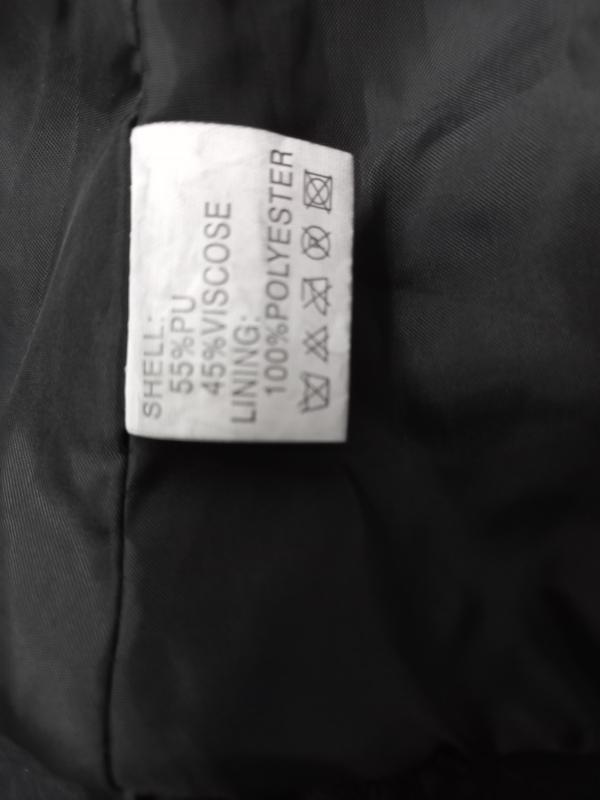 SHELL:
55%PU
45%VISCOSE
LINING:
100%POLYESTER